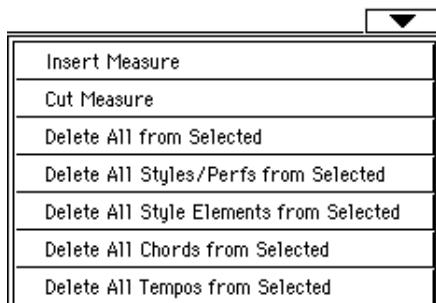 Insert Measure
Cut Measure
Delete All from Selected
Delete All Styles/Perfs from Selected
Delete All Style Elements from Selected
Delete All Chords from Selected
Delete All Tempos from Selected